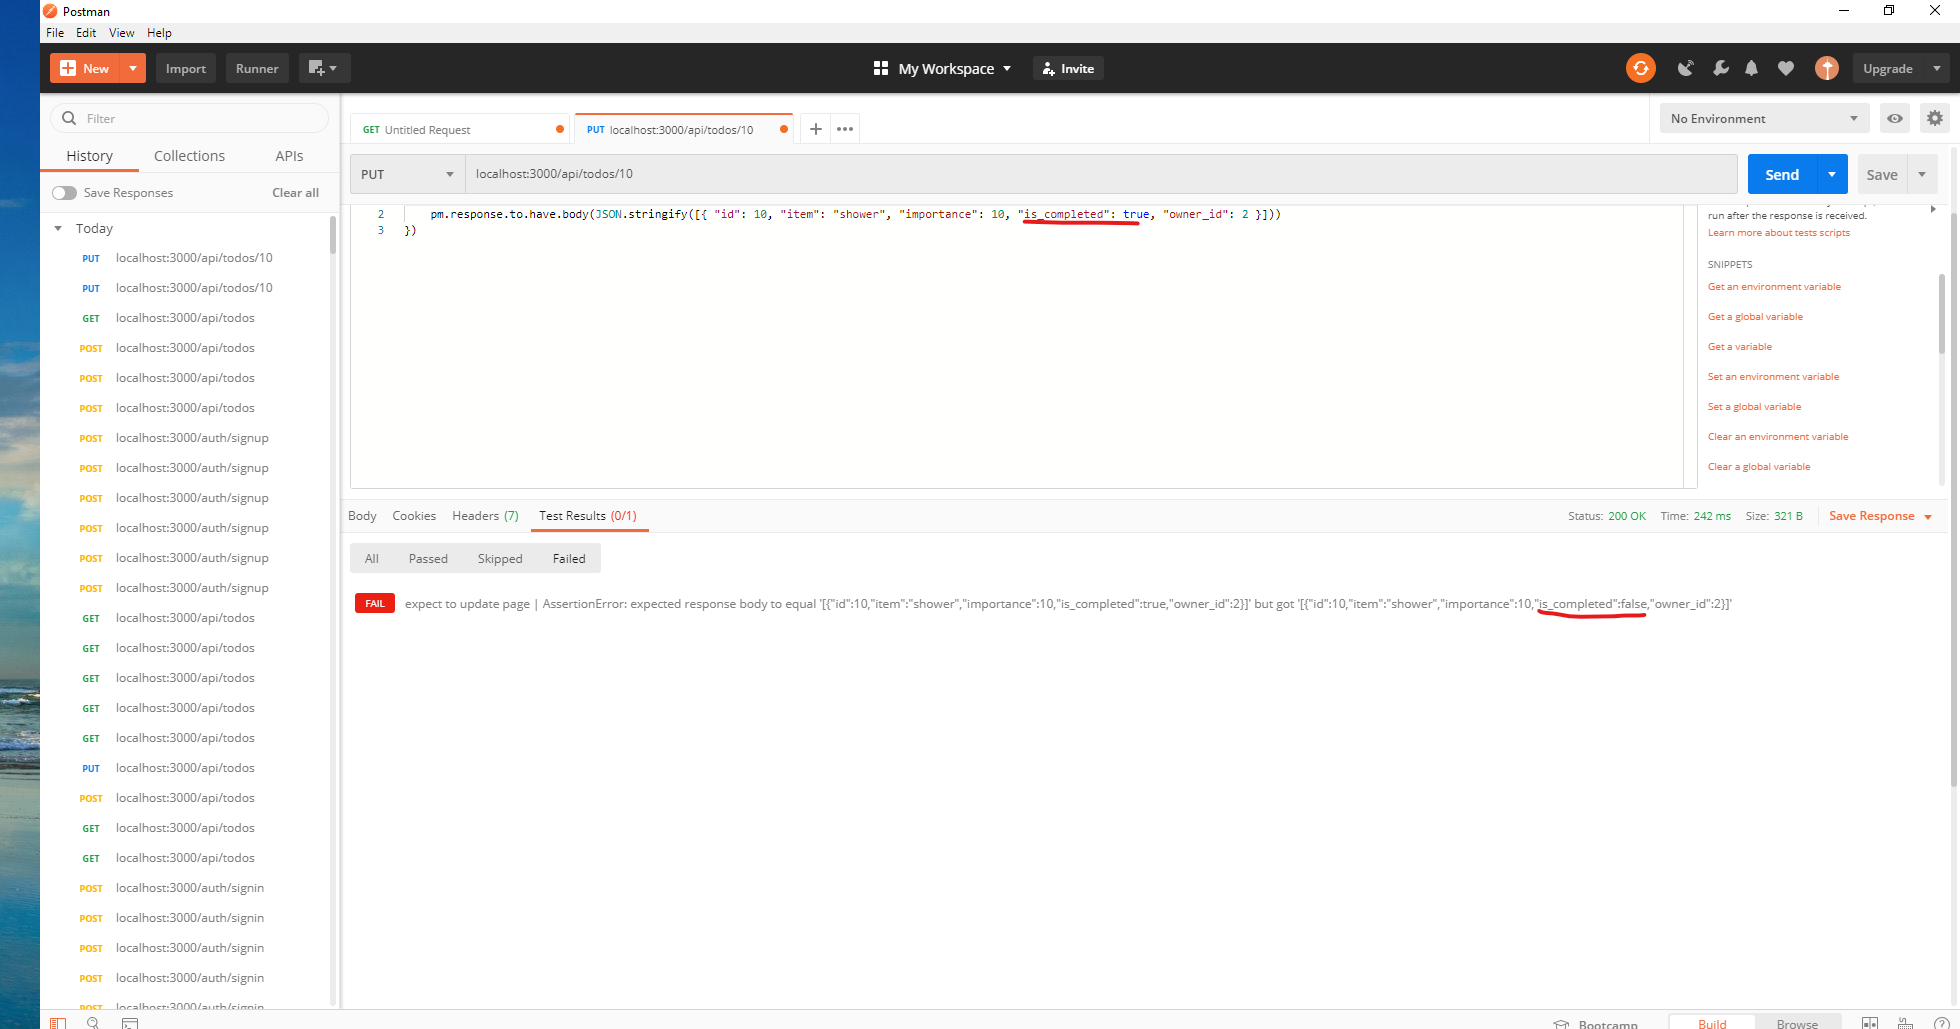 Postman
File Edit View Help
New Import Runner My Workspace Invite Upgrade
Filter
History Collections APIs
Save Responses Clear all
Today
PUT localhost:3000/api/todos/10
PUT localhost:3000/api/todos/10
GET localhost:3000/api/todos
POST localhost:3000/api/todos
POST localhost:3000/api/todos
POST localhost:3000/api/todos
POST localhost:3000/auth/signup
POST localhost:3000/auth/signup
POST localhost:3000/auth/signup
POST localhost:3000/auth/signup
POST localhost:3000/auth/signup
POST localhost:3000/auth/signup
GET localhost:3000/api/todos
GET localhost:3000/api/todos
GET localhost:3000/api/todos
GET localhost:3000/api/todos
GET localhost:3000/api/todos
PUT localhost:3000/api/todos
POST localhost:3000/api/todos
GET localhost:3000/api/todos
GET localhost:3000/api/todos
POST localhost:3000/auth/signin
POST localhost:3000/auth/signin
POST localhost:3000/auth/signin
POST localhost:3000/auth/signin
POST localhost:3000/auth/signin
GET Untitled Request PUT localhost:3000/api/todos/10
No Environment
PUT localhost:3000/api/todos/10 Send Save
2 pm.response.to.have.body(JSON.stringify([{ "id": 10, "item": "shower", "importance": 10, "is_completed": true, "owner_id": 2 }]))
3 })
run after the response is received.
Learn more about tests scripts
SNIPPETS
Get an environment variable
Get a global variable
Get a variable
Set an environment variable
Set a global variable
Clear an environment variable
Clear a global variable
Body Cookies Headers (7) Test Results (0/1) Status: 200 OK Time: 242 ms Size: 321 B Save Response
All Passed Skipped Failed
FAIL expect to update page | AssertionError: expected response body to equal '[{"id":10,"item":"shower","importance":10,"is_completed":true,"owner_id":2}]' but got '[{"id":10,"item":"shower","importance":10,"is_completed":false,"owner_id":2}]'
Bootcamp Build Browse